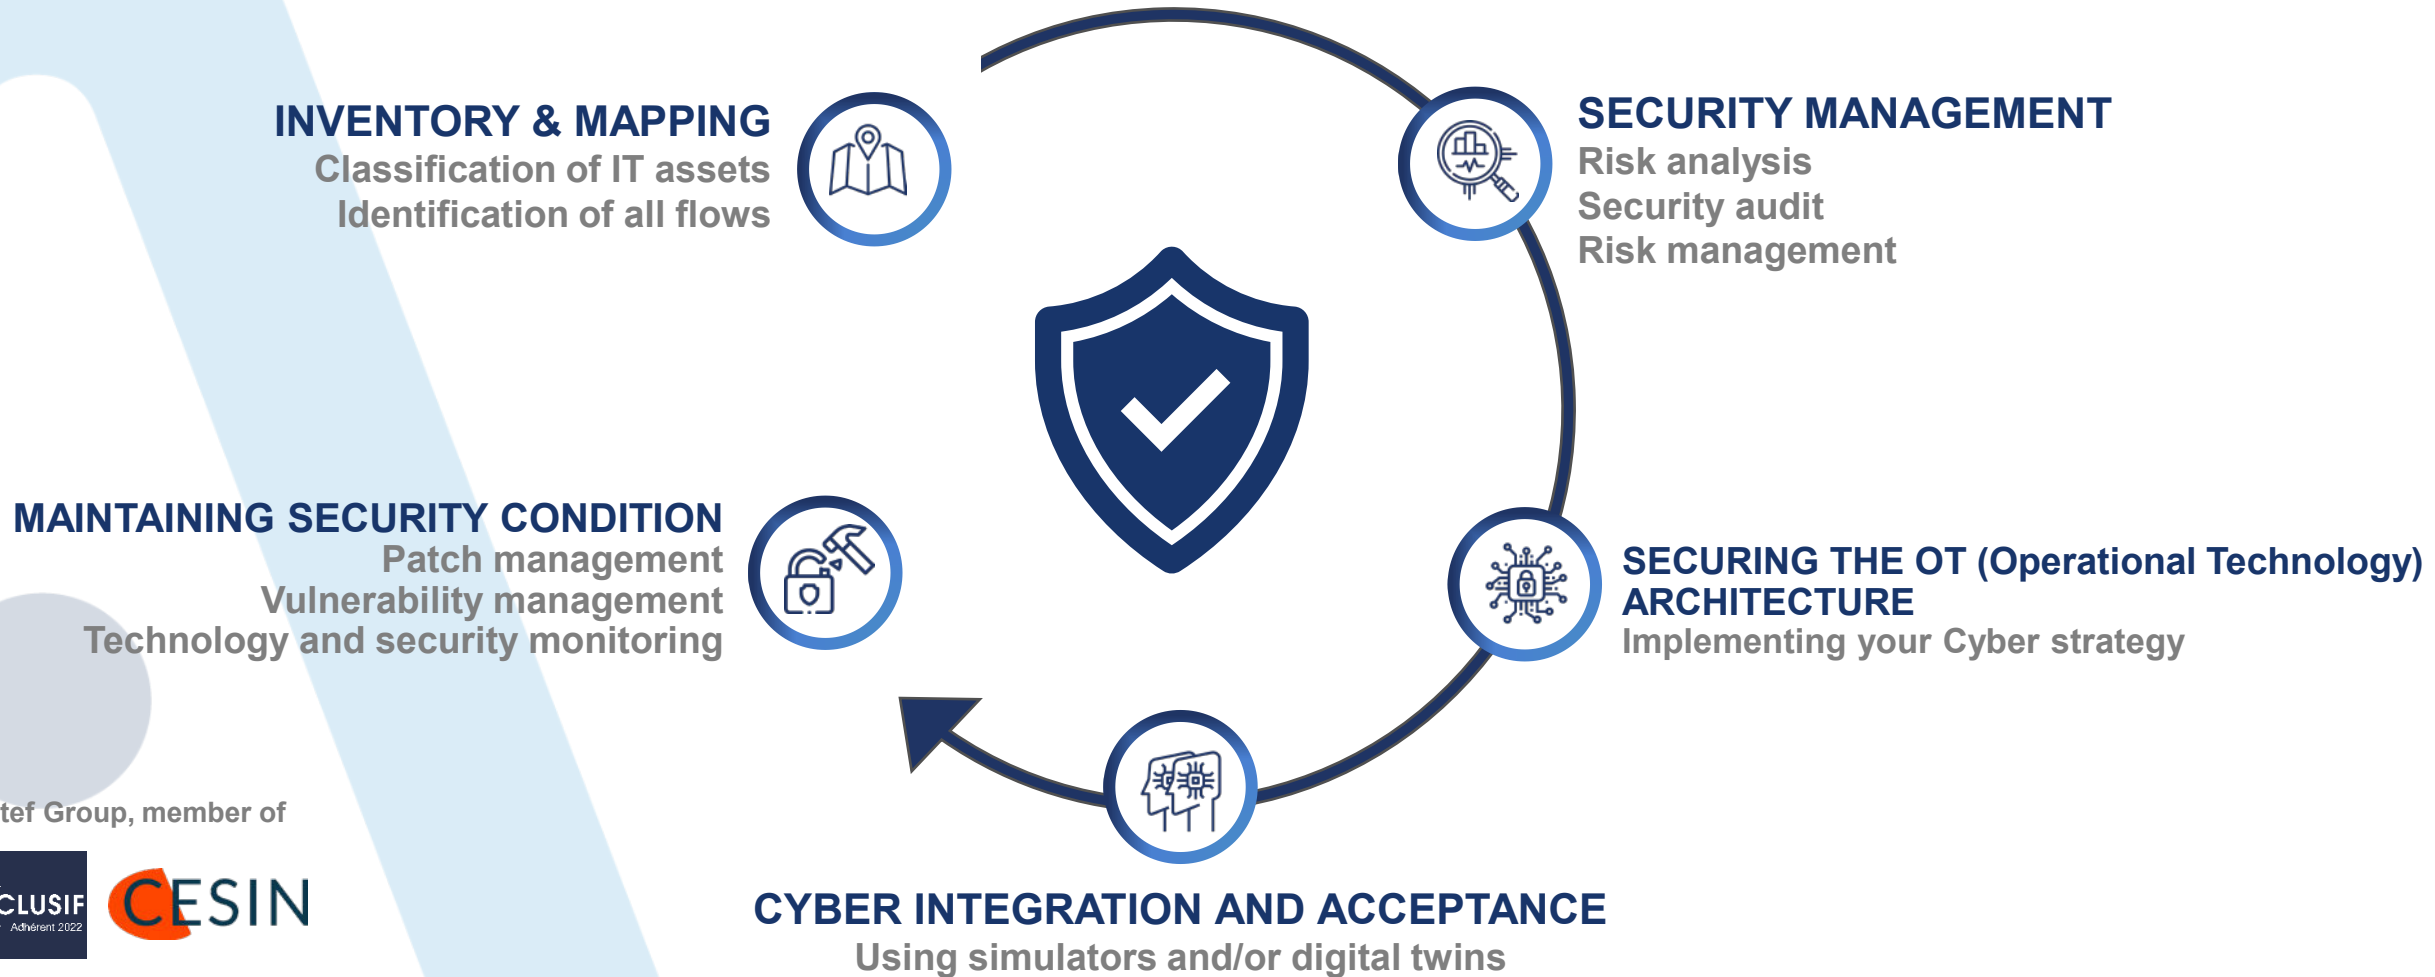 INVENTORY & MAPPING
Classification of IT assets
Identification of all flows
SECURITY MANAGEMENT
Risk analysis
Security audit
Risk management
MAINTAINING SECURITY CONDITION
Patch management
Vulnerability management
Technology and security monitoring
SECURING THE OT (Operational Technology)
ARCHITECTURE
Implementing your Cyber strategy
tef Group, member of
CLUSIF
Adhérent 2022
CESIN
CYBER INTEGRATION AND ACCEPTANCE
Using simulators and/or digital twins